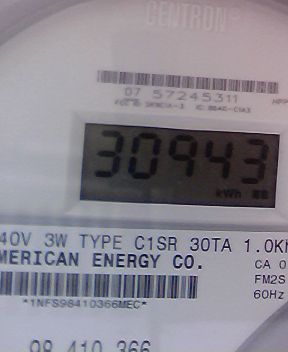 CENTRON®
07 57245311
30943
kWh
40V 3W TYPE C1SR 30TA 1.0K
MERICAN ENERGY CO.
CA 0
FM2S
60Hz
*1NFS98410366MEC*
98 410 366